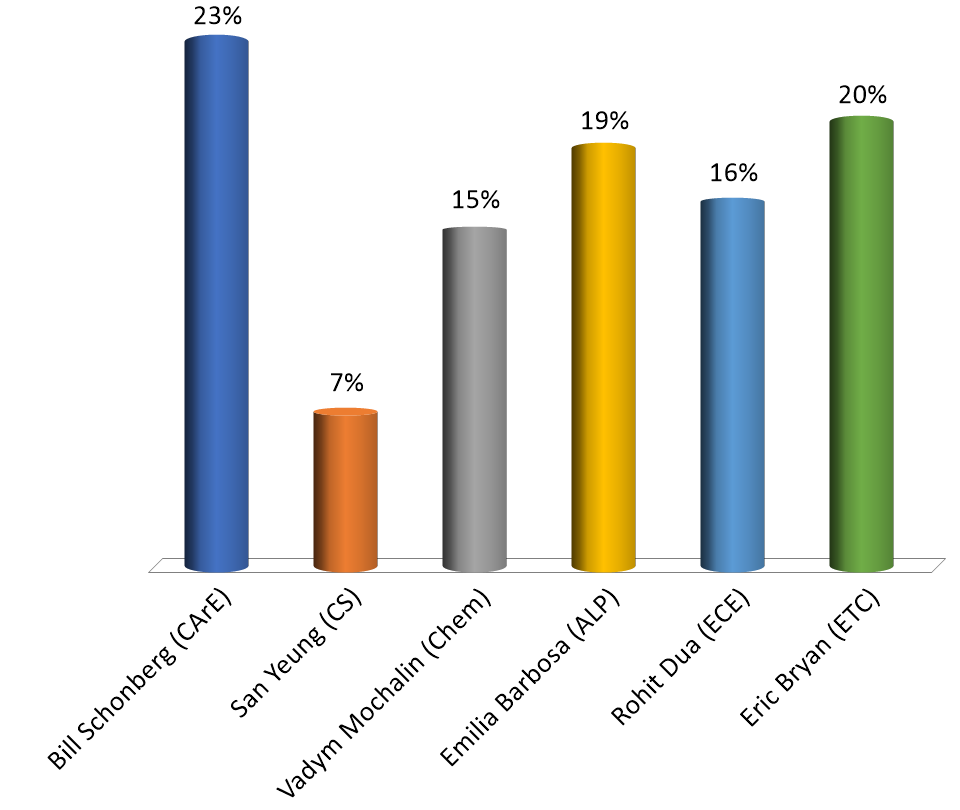 23%
7%
15%
19%
16%
20%
Bill Schonberg (CArE)
San Yeung (CS)
Vadym Mochalin (Chem)
Emilia Barbosa (ALP)
Rohit Dua (ECE)
Eric Bryan (ETC)